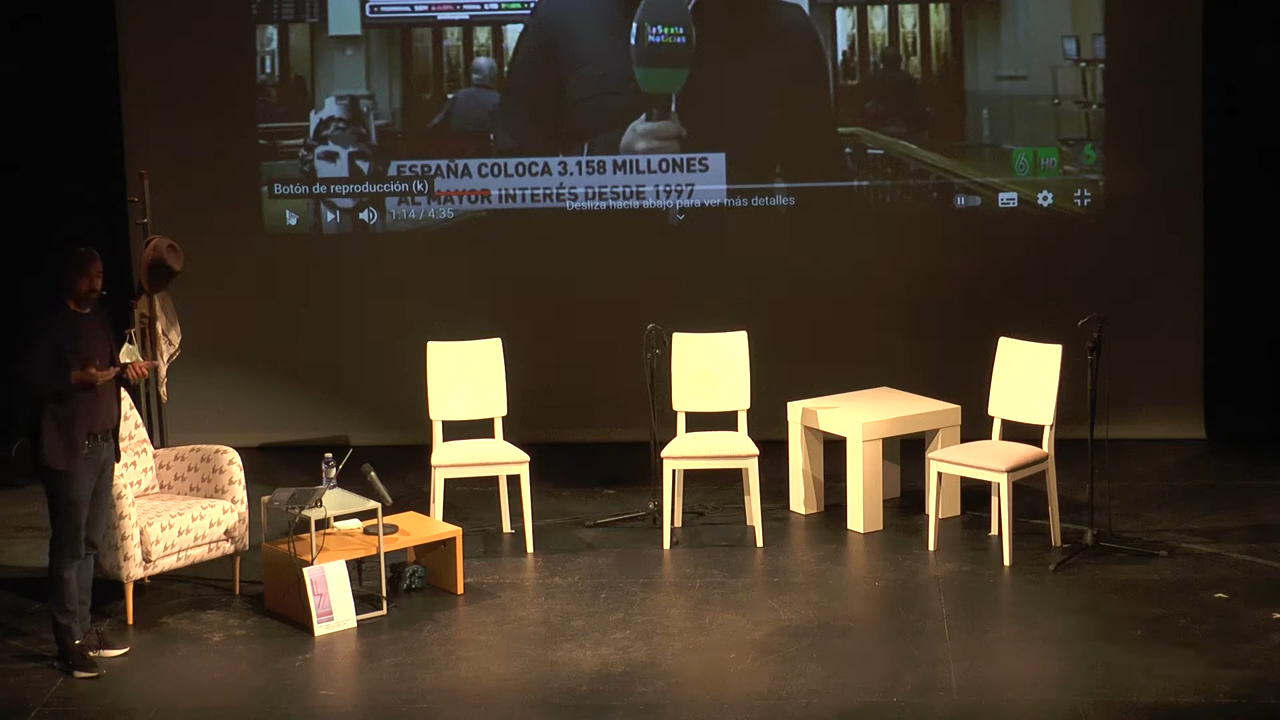 laSexta
Noticias
ESPAÑA COLOCA 3.158 MILLONES
AL MAYOR INTERÉS DESDE 1997
Botón de reproducción (k)
Desliza hacia abajo para ver más detalles
1:14 / 4:35
6 HD
6